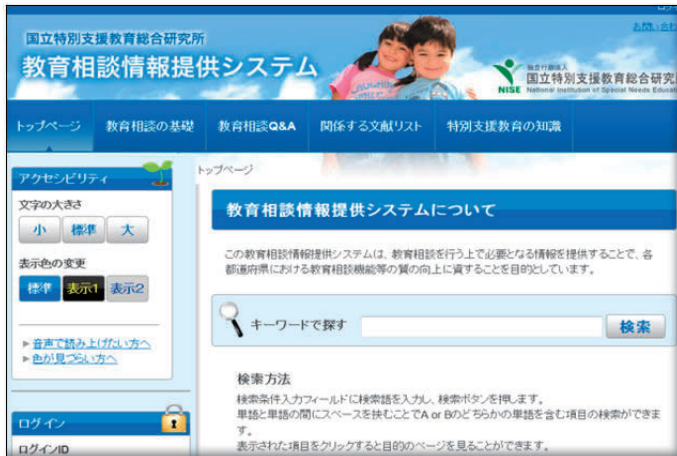 国立特別支援教育総合研究所
教育相談情報提供システム
お問い合わ
独立行政法人
国立特別支援教育総合研究
NISE National Institution of Special Needs Educa
トップページ 教育相談の基礎 教育相談Q&A 関係する文献リスト 特別支援教育の知識
トップページ
アクセシビリティ
文字の大きさ
小 標準 大
表示色の変更
標準 表示1 表示2
音声で読み上げたい方へ
色が見づらい方へ
ログイン
ログインID
教育相談情報提供システムについて
この教育相談情報提供システムは、教育相談を行う上で必要となる情報を提供することで、各
都道府県における教育相談機能等の質の向上に資することを目的としています。
キーワードで探す 検索
検索方法
検索条件入力フィールドに検索語を入力し、検索ボタンを押します。
単語と単語の間にスペースを挟むことでA or Bのどちらかの単語を含む項目の検索ができま
す。
表示された項目をクリックすると目的のページを見ることができます。